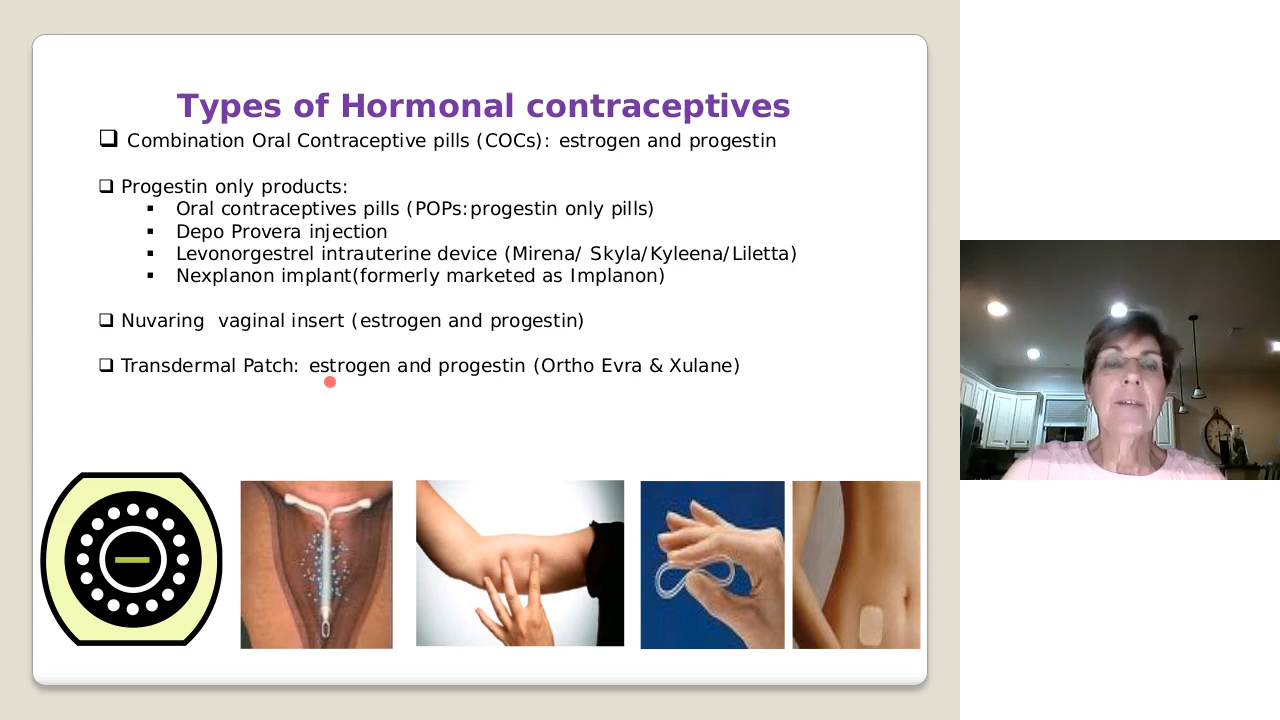 Types of Hormonal contraceptives
Combination Oral Contraceptive pills (COCs): estrogen and progestin
Progestin only products:
Oral contraceptives pills (POPs:progestin only pills)
Depo Provera injection
Levonorgestrel intrauterine device (Mirena/ Skyla/Kyleena/Liletta)
Nexplanon implant(formerly marketed as Implanon)
Nuvaring vaginal insert (estrogen and progestin)
Transdermal Patch: estrogen and progestin (Ortho Evra & Xulane)